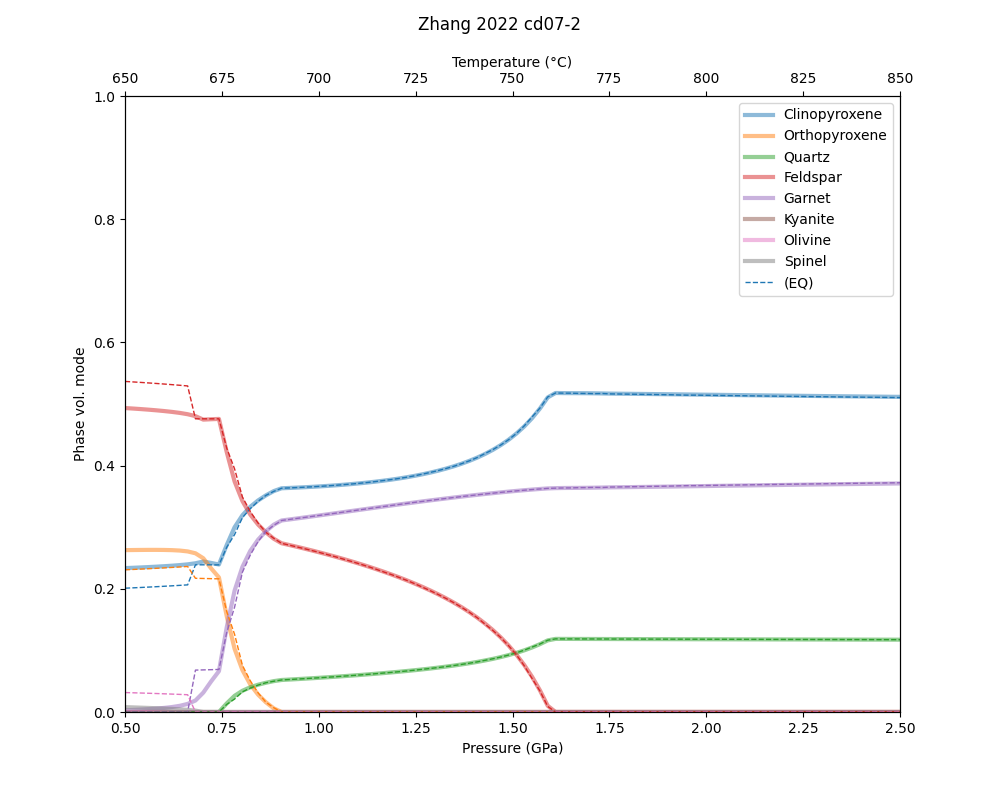 Zhang 2022 cd07-2
Temperature (°C)
650 675 700 725 750 775 800 825 850
1.0
0.8
0.6
0.4
0.2
0.0
Phase vol. mode
Clinopyroxene
Orthopyroxene
Quartz
Feldspar
Garnet
Kyanite
Olivine
Spinel
(EQ)
0.50 0.75 1.00 1.25 1.50 1.75 2.00 2.25 2.50
Pressure (GPa)